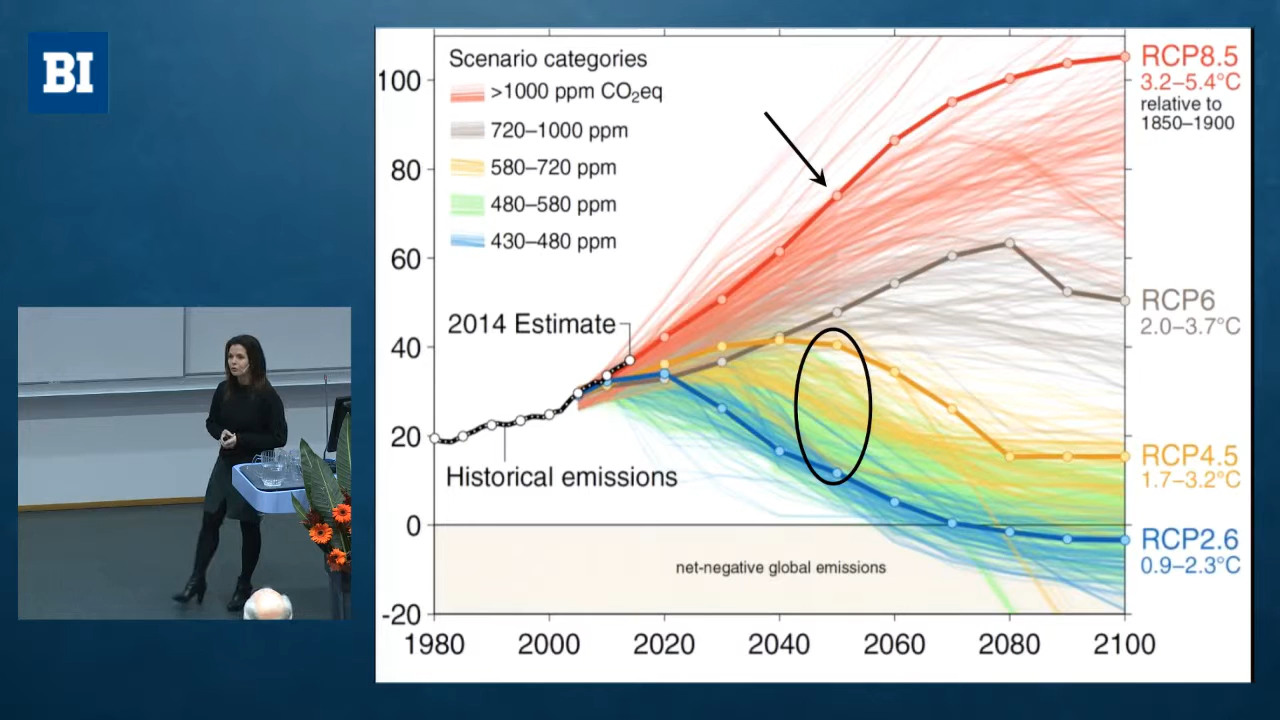 BI
Scenario categories
>1000 ppm CO₂eq
720–1000 ppm
580–720 ppm
480–580 ppm
430–480 ppm
100
80
60
40
20
0
-20
1980
2000
2020
2040
2060
2080
2100
2014 Estimate
Historical emissions
net-negative global emissions
RCP8.5
3.2–5.4°C
relative to
1850–1900
RCP6
2.0–3.7°C
RCP4.5
1.7–3.2°C
RCP2.6
0.9–2.3°C